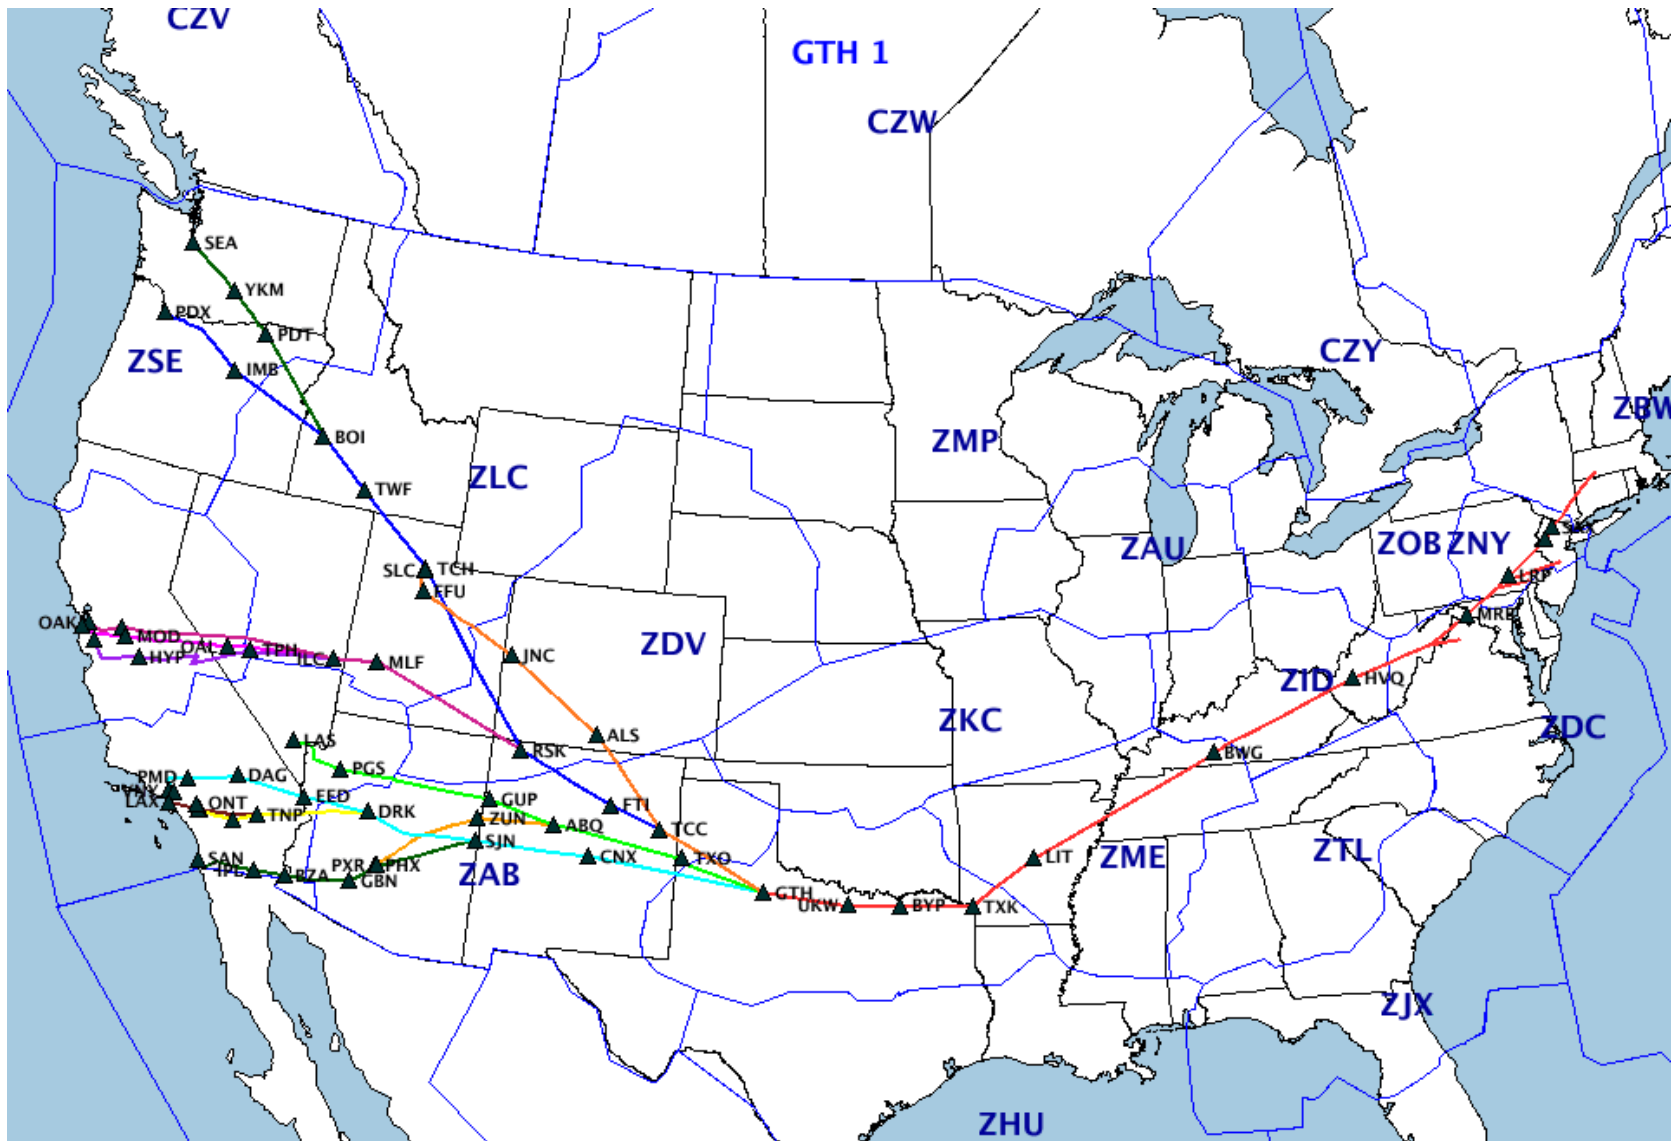 CZV
GTH 1
CZW
SEA
YKM
PDX
PDT
ZSE
IMB
CZY
ZBW
BOI
ZMP
ZLC
TWF
ZAU
ZOB
ZNY
SLC
TCH
FFU
LRP
MRB
OAK
MOD
OAL
TPH
HYP
ILC
MLF
JNC
ZDV
ZID
HVQ
ZKC
ZDC
LAS
ALS
RSK
BWG
PMD
DAG
PGS
VNY
EED
LAX
ONT
TNP
DRK
GUP
ZUN
FTI
ABQ
TCC
SJN
SAN
IPL
BZA
PXR
PHX
GBN
ZAB
CNX
TXO
LIT
ZME
ZTL
GTH
UKW
BYP
TXK
ZJX
ZHU